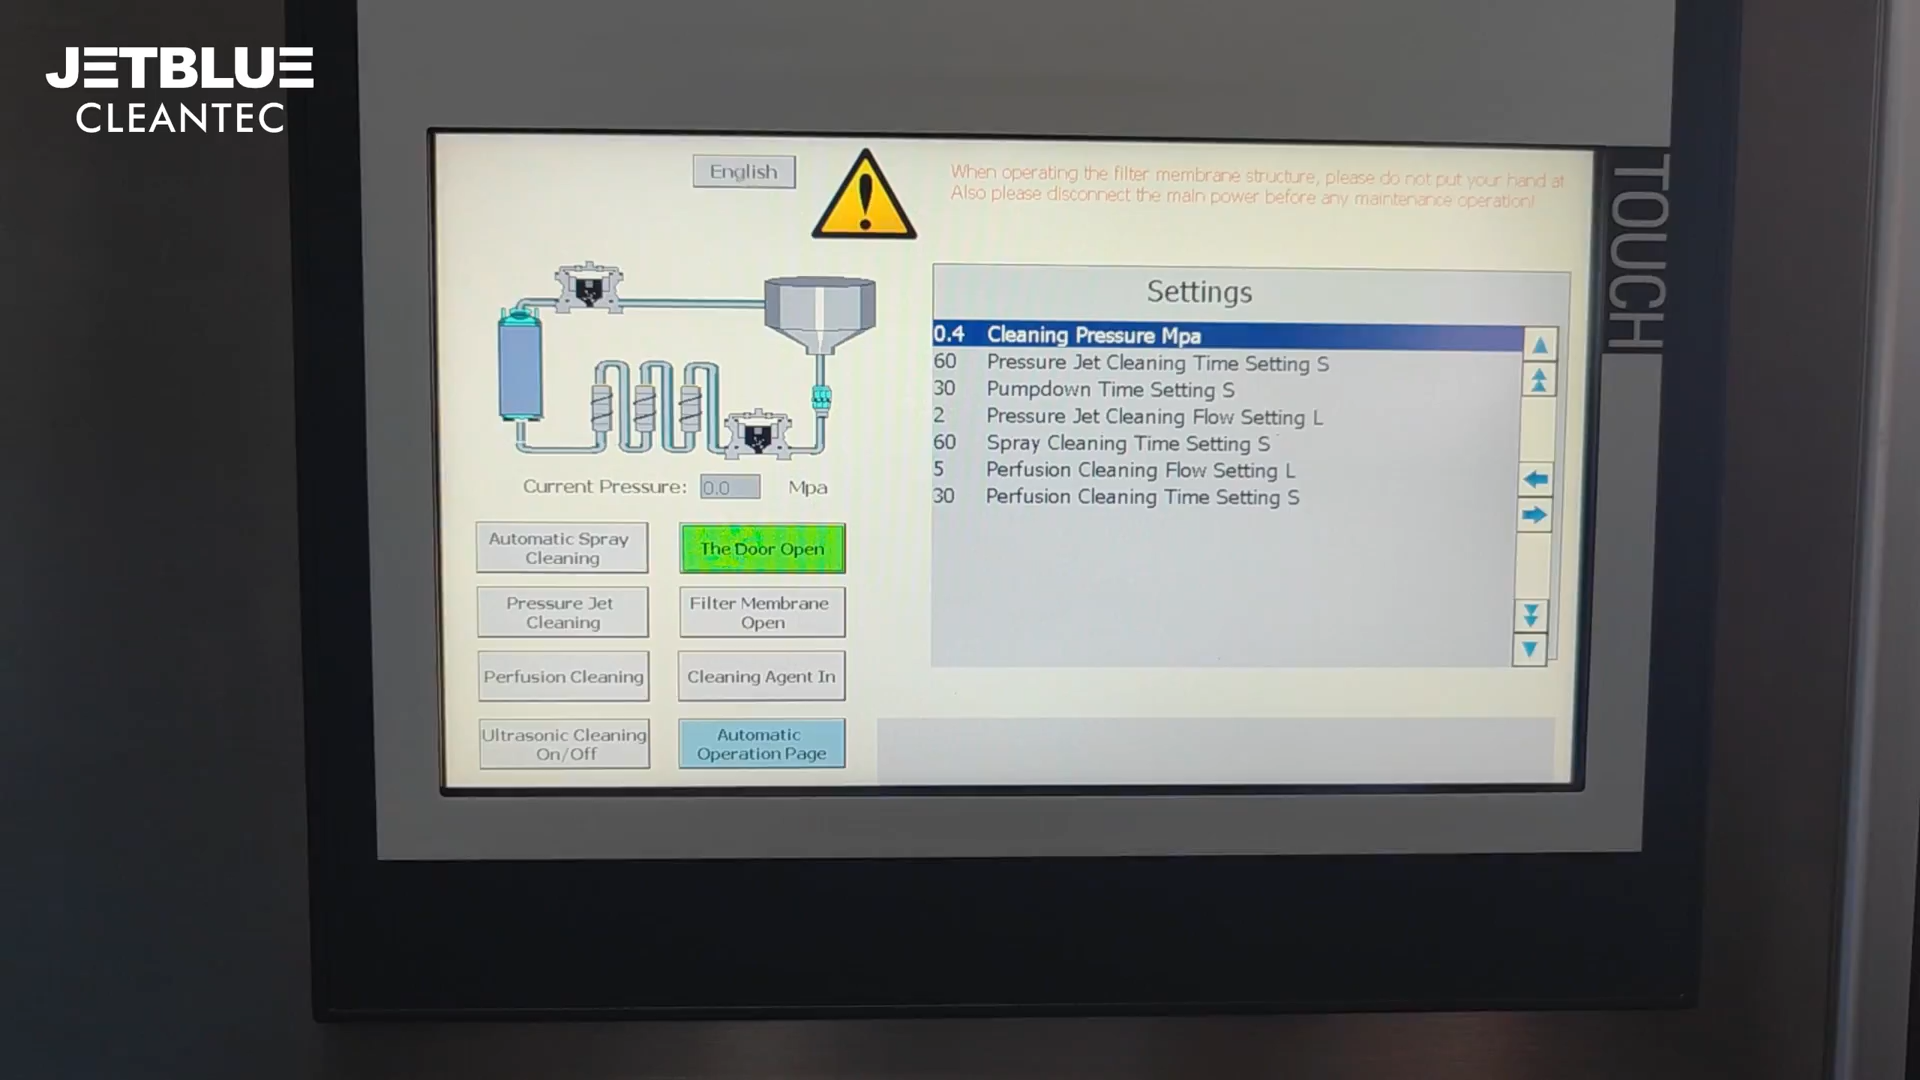 JETBLUE
CLEANTEC
English
When operating the filter membrane structure, please do not put your hand at
Also please disconnect the main power before any maintenance operation!
TOUCH
Settings
0.4 Cleaning Pressure Mpa
60 Pressure Jet Cleaning Time Setting S
30 Pumpdown Time Setting S
2 Pressure Jet Cleaning Flow Setting L
60 Spray Cleaning Time Setting S
5 Perfusion Cleaning Flow Setting L
30 Perfusion Cleaning Time Setting S
Current Pressure: 0.0 Mpa
Automatic Spray
Cleaning
The Door Open
Pressure Jet
Cleaning
Filter Membrane
Open
Perfusion Cleaning
Cleaning Agent In
Ultrasonic Cleaning
On/Off
Automatic
Operation Page